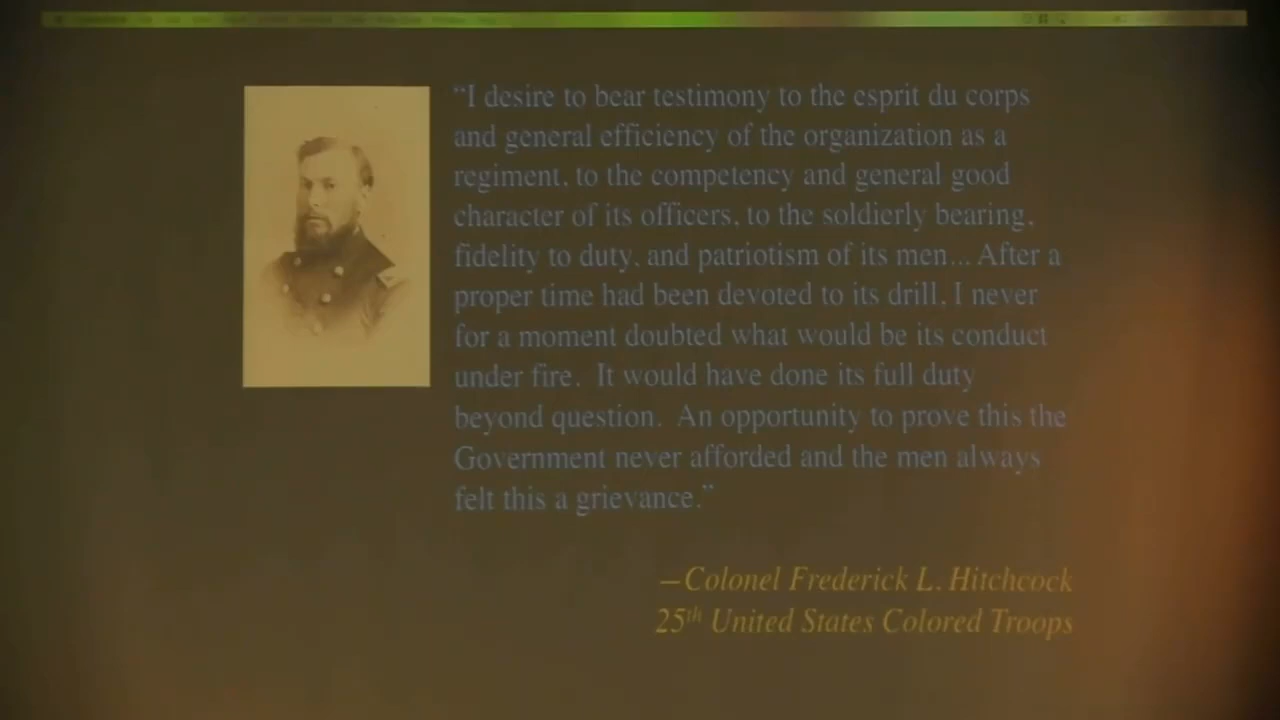 “I desire to bear testimony to the esprit du corps
and general efficiency of the organization as a
regiment, to the competency and general good
character of its officers, to the soldierly bearing,
fidelity to duty, and patriotism of its men... After a
proper time had been devoted to its drill, I never
for a moment doubted what would be its conduct
under fire. It would have done its full duty
beyond question. An opportunity to prove this the
Government never afforded and the men always
felt this a grievance.”
—Colonel Frederick L. Hitchcock
25th United States Colored Troops